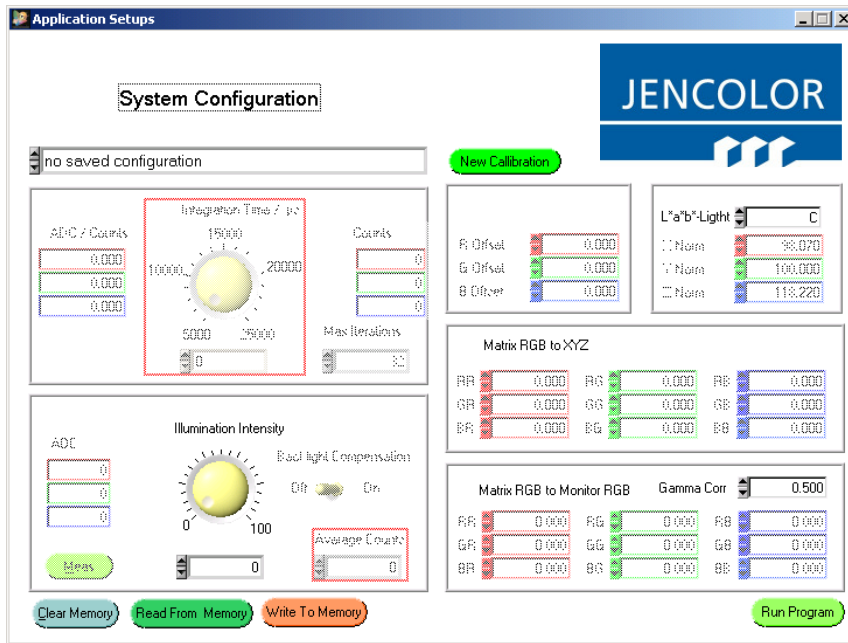 Application Setups
System Configuration
JENCOLOR
no saved configuration
New Callibration
ADC / Counts
0.000
0.000
0.000
Integration Time / µs
5000
10000
15000
20000
25000
0
Counts
0
0
0
Max Iterations
32
R Offset 0.000
G Offset 0.000
B Offset 0.000
L*a*b*-Ligtht C
X Norm 98.070
Y Norm 100.000
Z Norm 118.220
Matrix RGB to XYZ
RR 0.000 RG 0.000 RB 0.000
GR 0.000 GG 0.000 GB 0.000
BR 0.000 BG 0.000 BB 0.000
ADC
0
0
0
Meas
Illumination Intensity
0 100
0
Back light Compensation
Off On
Average Counts
0
Matrix RGB to Monitor RGB Gamma Corr 0.500
RR 0.000 RG 0.000 RB 0.000
GR 0.000 GG 0.000 GB 0.000
BR 0.000 BG 0.000 BB 0.000
Clear Memory Read From Memory Write To Memory Run Program